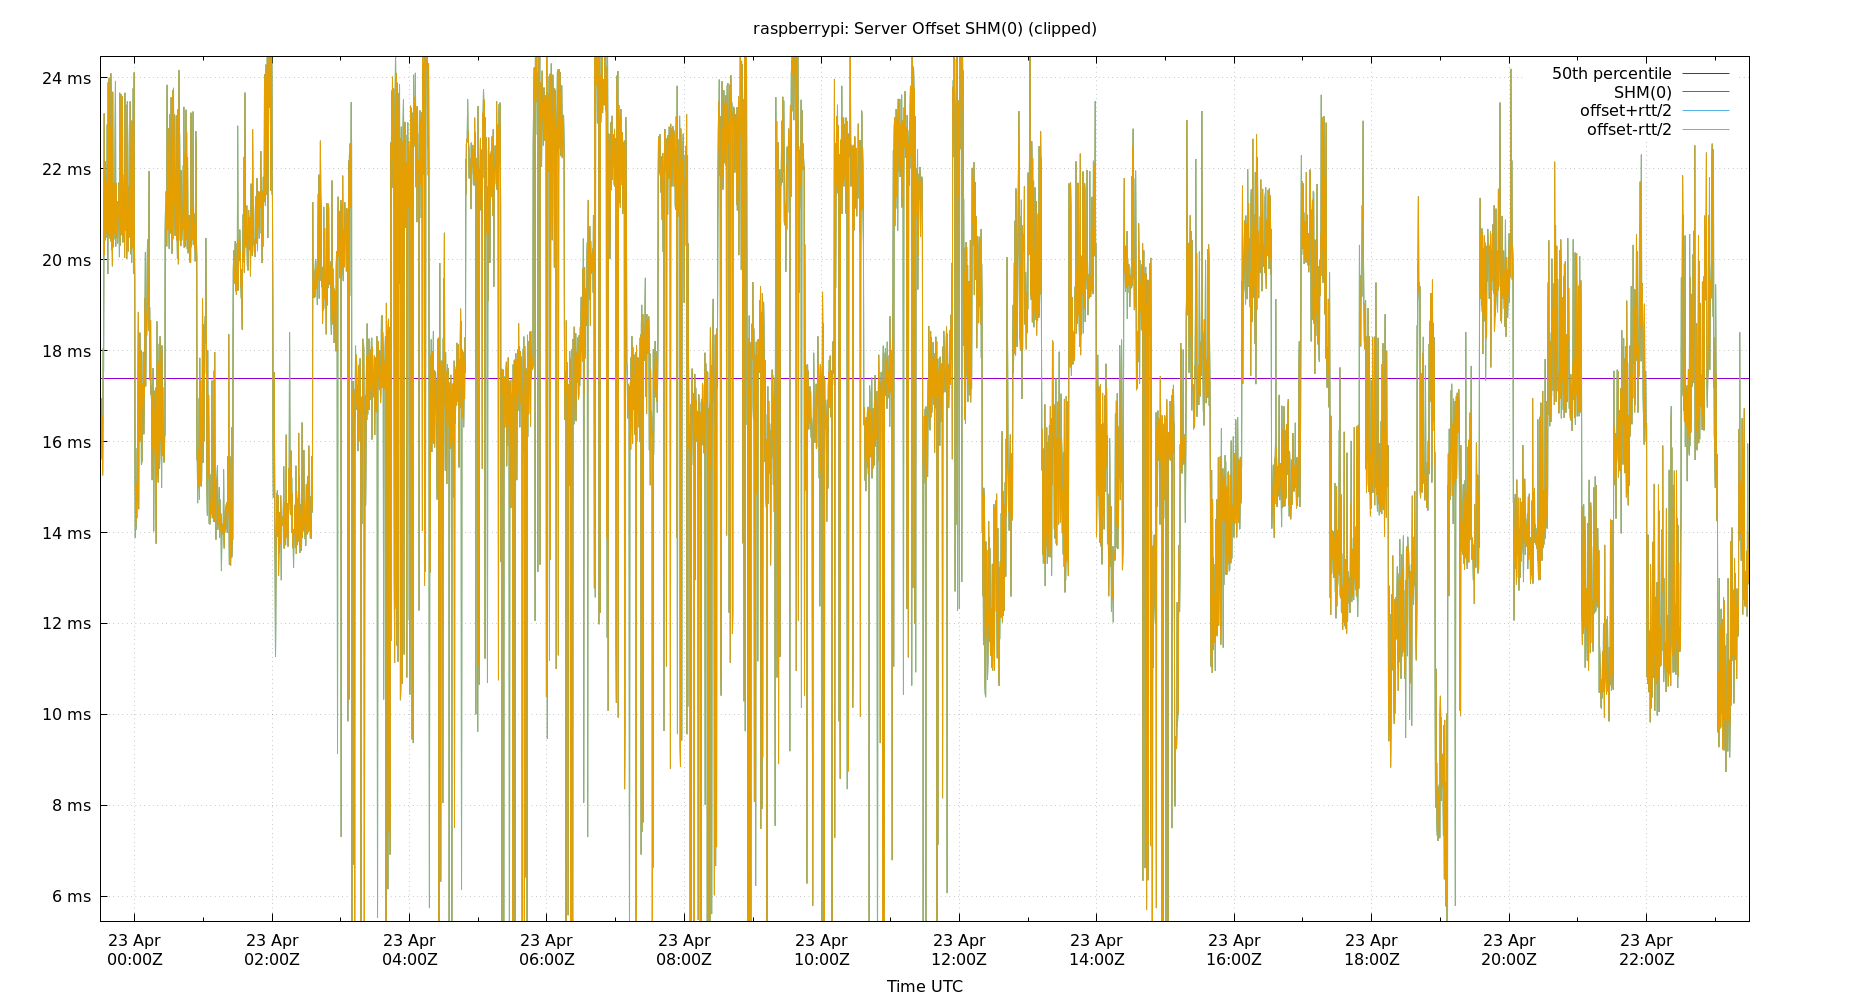 raspberrypi: Server Offset SHM(0) (clipped)
50th percentile
SHM(0)
offset+rtt/2
offset-rtt/2
24 ms
22 ms
20 ms
18 ms
16 ms
14 ms
12 ms
10 ms
8 ms
6 ms
23 Apr 23 Apr 23 Apr 23 Apr 23 Apr 23 Apr 23 Apr 23 Apr 23 Apr 23 Apr 23 Apr 23 Apr
00:00Z 02:00Z 04:00Z 06:00Z 08:00Z 10:00Z 12:00Z 14:00Z 16:00Z 18:00Z 20:00Z 22:00Z
Time UTC